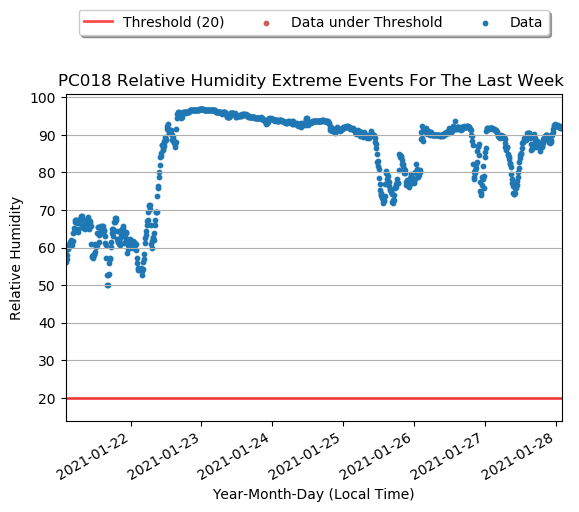 Threshold (20) Data under Threshold Data
PC018 Relative Humidity Extreme Events For The Last Week
100
90
80
70
60
50
40
30
20
Relative Humidity
2021-01-22 2021-01-23 2021-01-24 2021-01-25 2021-01-26 2021-01-27 2021-01-28
Year-Month-Day (Local Time)